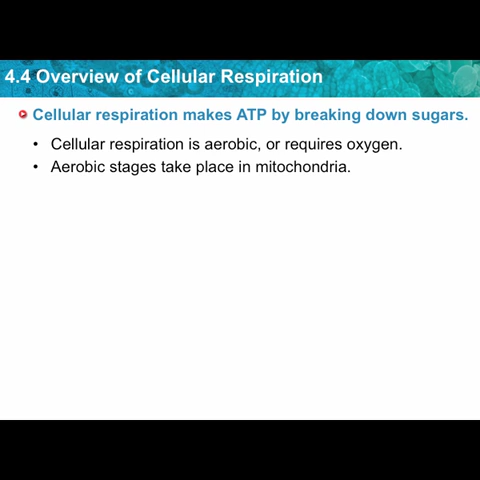 4.4 Overview of Cellular Respiration
Cellular respiration makes ATP by breaking down sugars.
• Cellular respiration is aerobic, or requires oxygen.
• Aerobic stages take place in mitochondria.